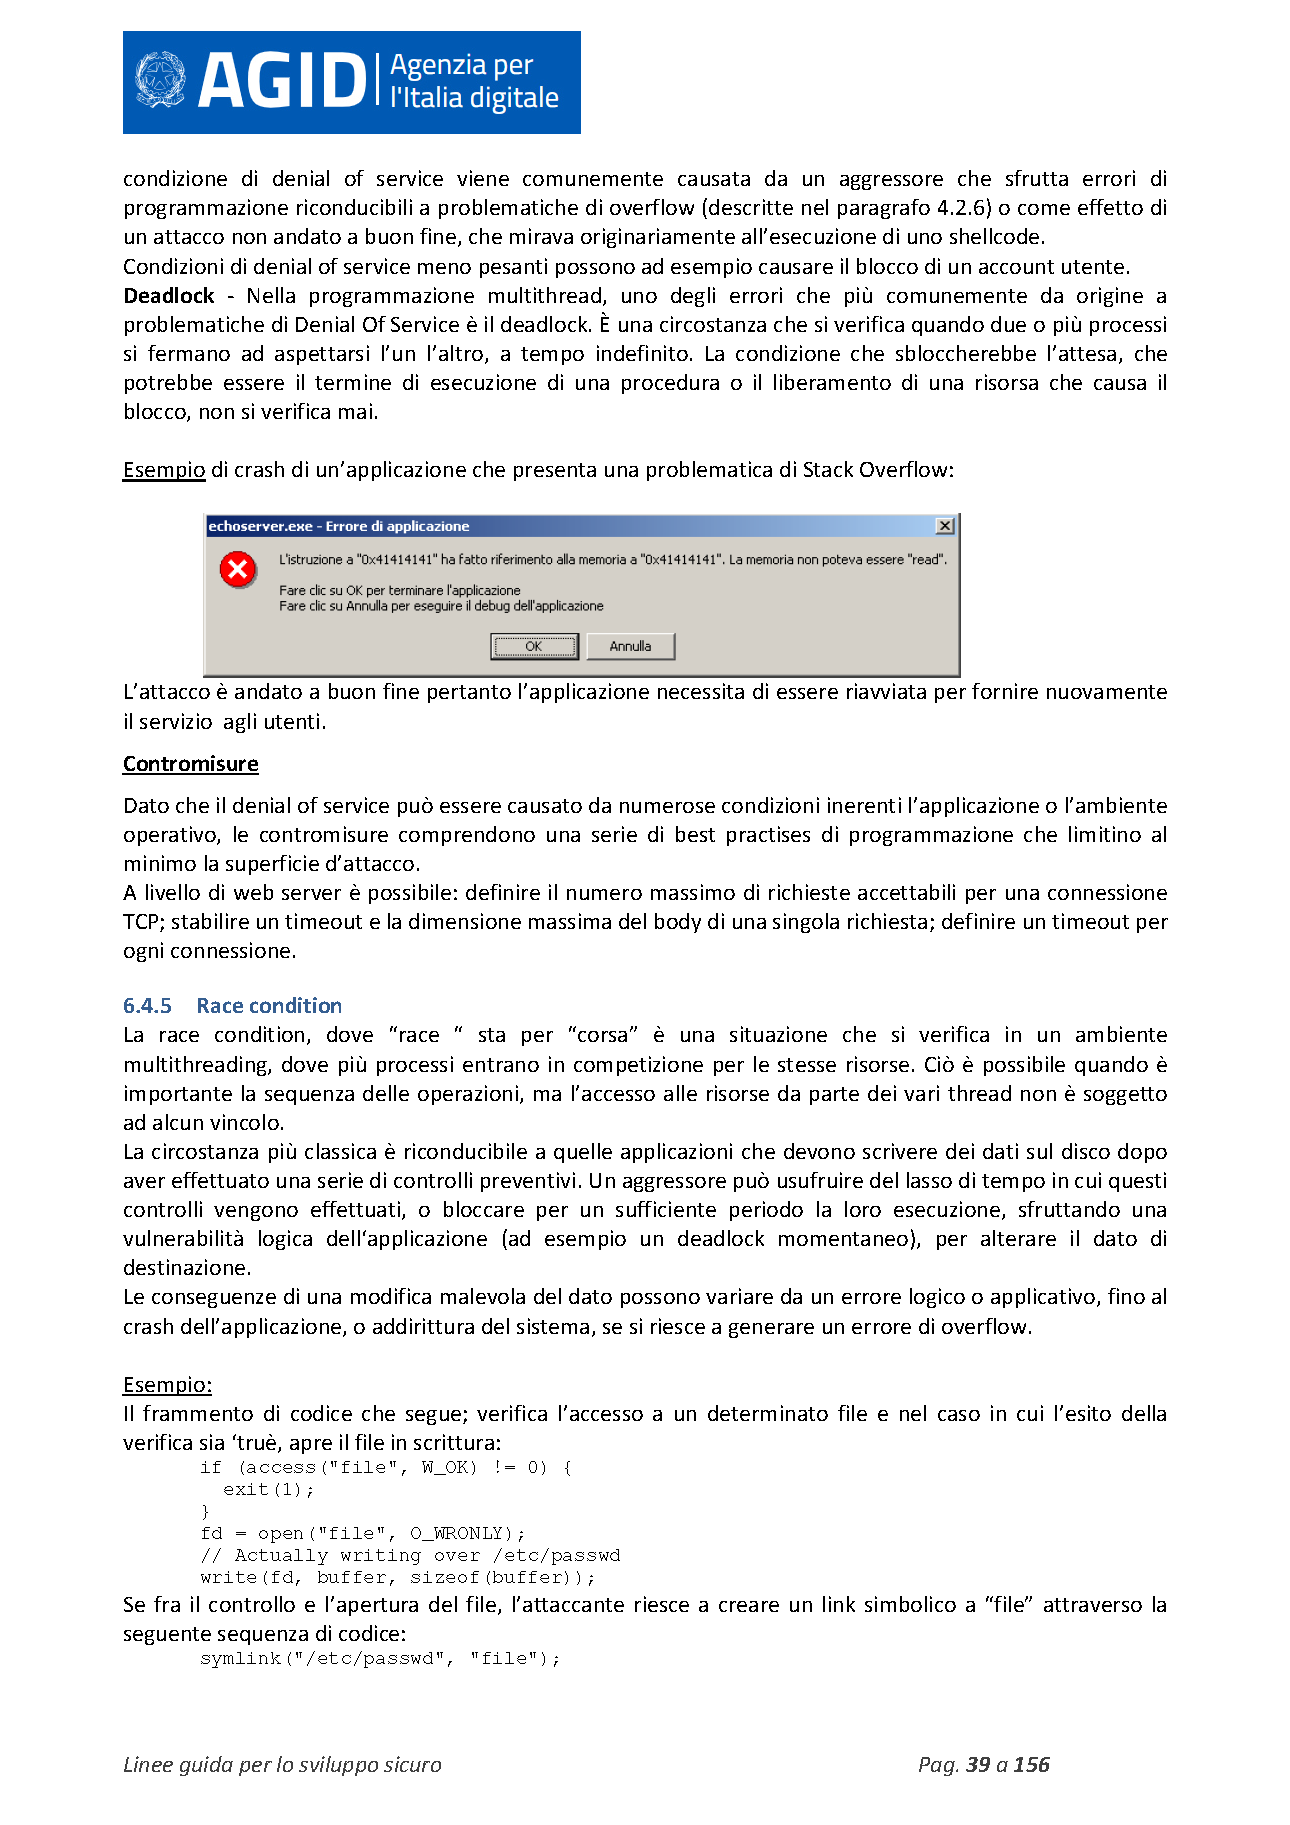 AGID Agenzia per
l'Italia digitale
condizione di denial of service viene comunemente causata da un aggressore che sfrutta errori di
programmazione riconducibili a problematiche di overflow (descritte nel paragrafo 4.2.6) o come effetto di
un attacco non andato a buon fine, che mirava originariamente all’esecuzione di uno shellcode.
Condizioni di denial of service meno pesanti possono ad esempio causare il blocco di un account utente.
Deadlock - Nella programmazione multithread, uno degli errori che più comunemente da origine a
problematiche di Denial Of Service è il deadlock. È una circostanza che si verifica quando due o più processi
si fermano ad aspettarsi l’un l’altro, a tempo indefinito. La condizione che sbloccherebbe l’attesa, che
potrebbe essere il termine di esecuzione di una procedura o il liberamento di una risorsa che causa il
blocco, non si verifica mai.
Esempio di crash di un’applicazione che presenta una problematica di Stack Overflow:
echoserver.exe - Errore di applicazione
L'istruzione a "0x41414141" ha fatto riferimento alla memoria a "0x41414141". La memoria non poteva essere "read".
Fare clic su OK per terminare l'applicazione
Fare clic su Annulla per eseguire il debug dell'applicazione
OK Annulla
L’attacco è andato a buon fine pertanto l’applicazione necessita di essere riavviata per fornire nuovamente
il servizio  agli utenti.
Contromisure
Dato che il denial of service può essere causato da numerose condizioni inerenti l’applicazione o l’ambiente
operativo, le contromisure comprendono una serie di best practises di programmazione che limitino al
minimo la superficie d’attacco.
A livello di web server è possibile: definire il numero massimo di richieste accettabili per una connessione
TCP; stabilire un timeout e la dimensione massima del body di una singola richiesta; definire un timeout per
ogni connessione.
6.4.5 Race condition
La race condition, dove “race “ sta per “corsa” è una situazione che si verifica in un ambiente
multithreading, dove più processi entrano in competizione per le stesse risorse. Ciò è possibile quando è
importante la sequenza delle operazioni, ma l’accesso alle risorse da parte dei vari thread non è soggetto
ad alcun vincolo.
La circostanza più classica è riconducibile a quelle applicazioni che devono scrivere dei dati sul disco dopo
aver effettuato una serie di controlli preventivi. Un aggressore può usufruire del lasso di tempo in cui questi
controlli vengono effettuati, o bloccare per un sufficiente periodo la loro esecuzione, sfruttando una
vulnerabilità logica dell‘applicazione (ad esempio un deadlock momentaneo), per alterare il dato di
destinazione.
Le conseguenze di una modifica malevola del dato possono variare da un errore logico o applicativo, fino al
crash dell’applicazione, o addirittura del sistema, se si riesce a generare un errore di overflow.
Esempio:
Il frammento di codice che segue; verifica l’accesso a un determinato file e nel caso in cui l’esito della
verifica sia ‘truè, apre il file in scrittura:
if (access("file", W_OK) != 0) {
exit(1);
}
fd = open("file", O_WRONLY);
// Actually writing over /etc/passwd
write(fd, buffer, sizeof(buffer));
Se fra il controllo e l’apertura del file, l’attaccante riesce a creare un link simbolico a “file” attraverso la
seguente sequenza di codice:
symlink("/etc/passwd", "file");
Linee guida per lo sviluppo sicuro Pag. 39 a 156